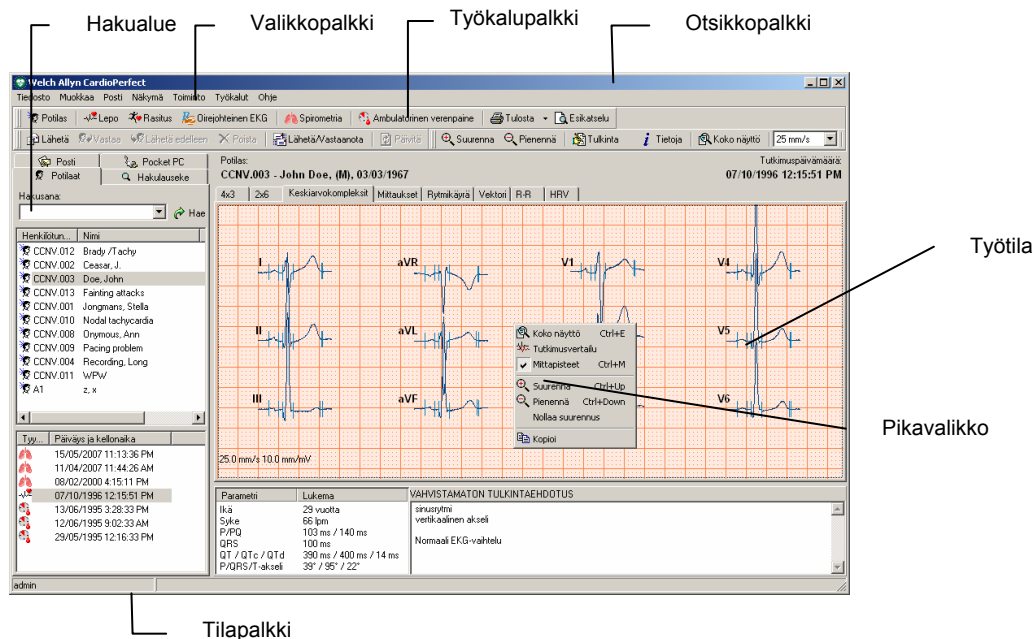 Hakualue Valikkopalkki Työkalupalkki Otsikkopalkki
Welch Allyn CardioPerfect
Tiedosto Muokkaa Posti Näkymä Toiminto Työkalut Ohje
Potilas Lepo Rasitus Oirejohtoinen EKG Spirometria Ambulatorinen verenpaine Tulosta Esikatselu
Lähetä Vastaa Lähetä edelleen Poista Lähetä/Vastaanota Päivitä Suurenna Pienennä Tulkinta Tietoja Koko näyttö 25 mm/s
Posti Pocket PC
Potilaat Hakulauseke
Hakusana:
Hae
Henkilötun... Nimi
CCNV.012 Brady /Tachy
CCNV.002 Ceasar, J.
CCNV.003 Doe, John
CCNV.013 Fainting attacks
CCNV.001 Jongmans, Stella
CCNV.010 Nodal tachycardia
CCNV.008 Onymous, Ann
CCNV.009 Pacing problem
CCNV.004 Recording, Long
CCNV.011 WPW
A1 z, x
Tyy... Päiväys ja kellonaika
15/05/2007 11:13:36 PM
11/04/2007 11:44:26 AM
08/02/2000 4:15:11 PM
07/10/1996 12:15:51 PM
13/06/1995 3:28:33 PM
12/06/1995 9:02:33 AM
29/05/1995 12:16:33 PM
Potilas: Tutkimuspäivämäärä:
CCNV.003 - John Doe, (M), 03/03/1967 07/10/1996 12:15:51 PM
4x3 2x6 Keskiarvokompleksit Mittaukset Rytmikäyrä Vektori R-R HRV
I aVR V1 V4
II aVL V5
III aVF V6
Koko näyttö Ctrl+E
Tutkimusvertailu
Mittapisteet Ctrl+M
Suurenna Ctrl+Up
Pienennä Ctrl+Down
Nollaa suurennus
Kopioi
25.0 mm/s 10.0 mm/mV
Työtila
Pikavalikko
Parametri Lukema
Ikä 29 vuotta
Syke 66 lpm
P/PQ 103 ms / 140 ms
QRS 100 ms
QT / QTc / QTd 390 ms / 400 ms / 14 ms
P/QRS/T-akseli 39° / 95° / 22°
VAHVISTAMATON TULKINTAEHDOTUS
sinusrytmi
vertikaalinen akseli
Normaali EKG-vaihtelu
admin
Tilapalkki